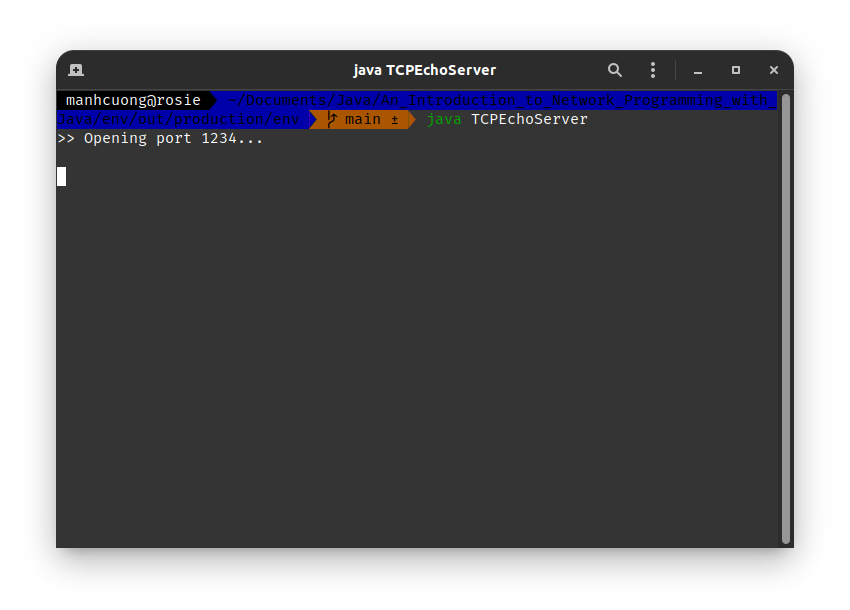 java TCPEchoServer
manhcuong@rosie ~/Documents/Java/An Introduction to Network Programming with
Java/env/out/production/env main ± java TCPEchoServer
>> Opening port 1234...